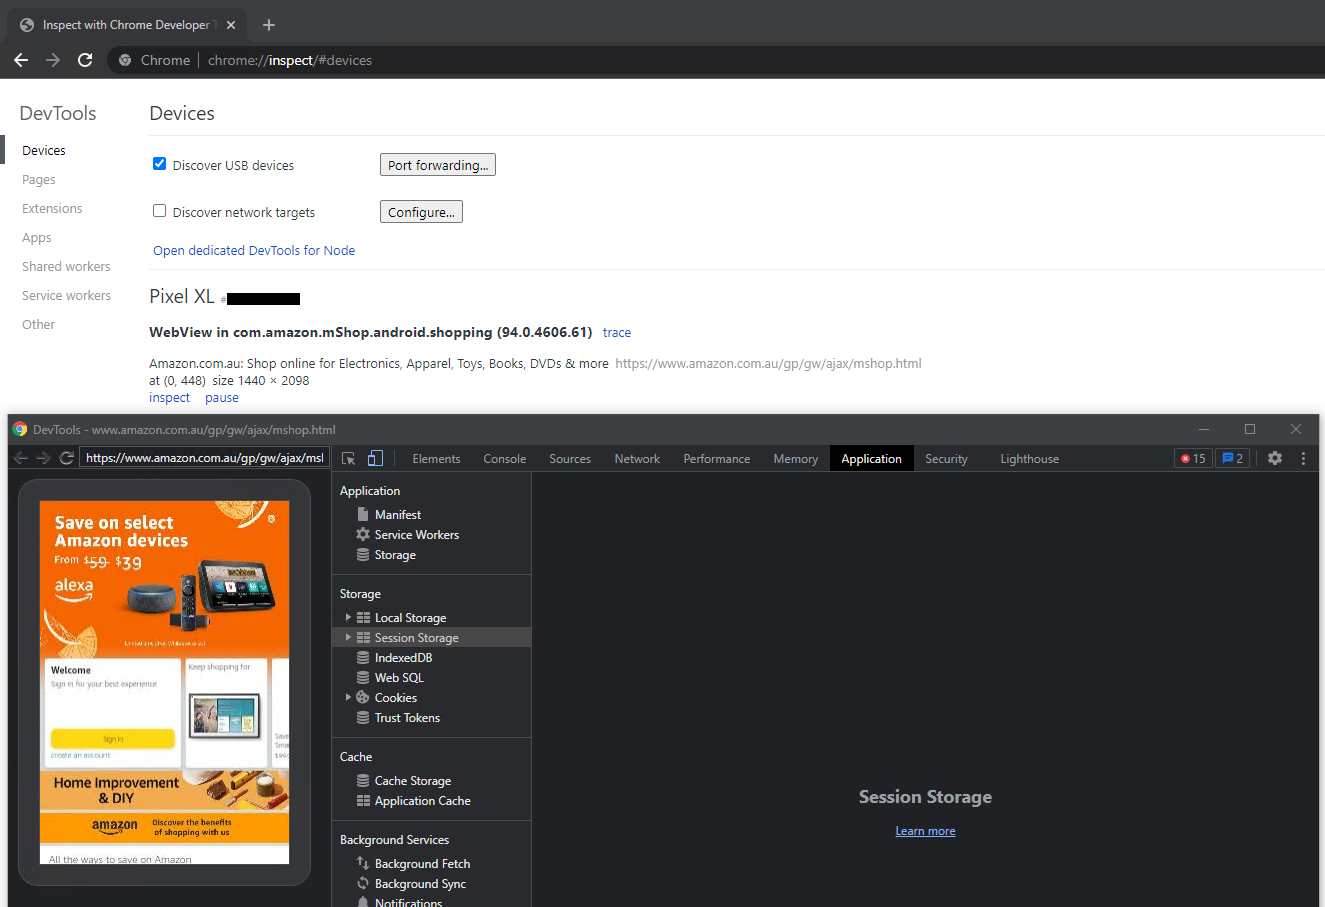 Inspect with Chrome Developer T
Chrome | chrome://inspect/#devices
DevTools
Devices
Pages
Extensions
Apps
Shared workers
Service workers
Other
Devices
Discover USB devices
Port forwarding...
Discover network targets
Configure...
Open dedicated DevTools for Node
Pixel XL #
WebView in com.amazon.mShop.android.shopping (94.0.4606.61) trace
Amazon.com.au: Shop online for Electronics, Apparel, Toys, Books, DVDs & more https://www.amazon.com.au/gp/gw/ajax/mshop.html
at (0, 448) size 1440 × 2098
inspect pause
DevTools - www.amazon.com.au/gp/gw/ajax/mshop.html
https://www.amazon.com.au/gp/gw/ajax/msl
Elements Console Sources Network Performance Memory Application Security Lighthouse
15 2
Save on select
Amazon devices
From $59 $39
alexa
Welcome
Sign in for your best experience
Sign in
create an account
Keep shopping for
Home Improvement
& DIY
amazon
Discover the benefits
of shopping with us
All the ways to save on Amazon
Application
Manifest
Service Workers
Storage
Storage
Local Storage
Session Storage
IndexedDB
Web SQL
Cookies
Trust Tokens
Cache
Cache Storage
Application Cache
Background Services
Background Fetch
Background Sync
Notifications
Session Storage
Learn more